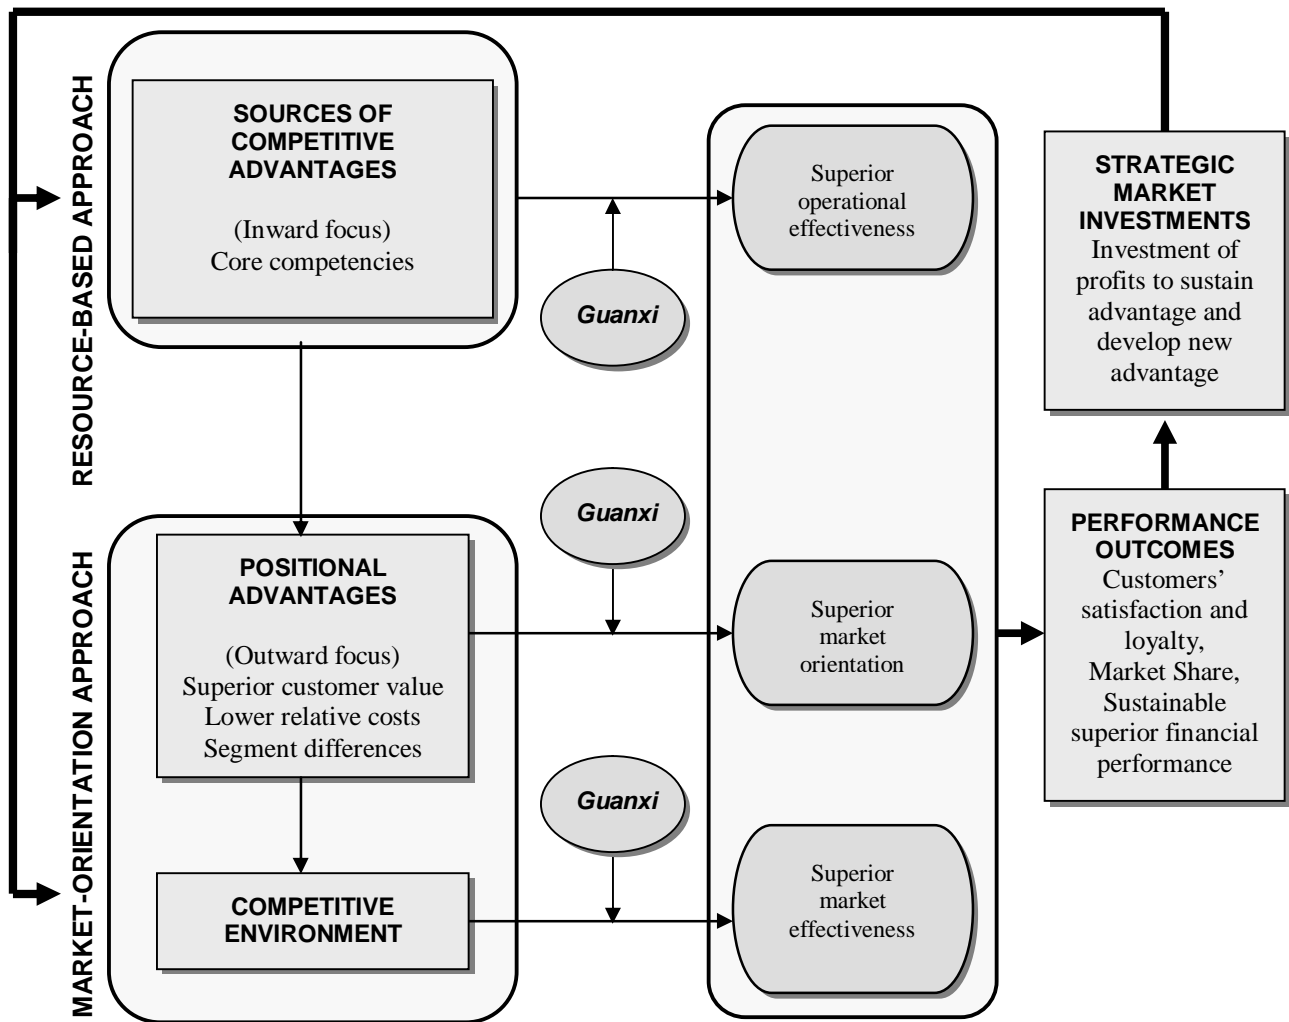 RESOURCE-BASED APPROACH
SOURCES OF
COMPETITIVE
ADVANTAGES
(Inward focus)
Core competencies
Guanxi
Superior
operational
effectiveness
STRATEGIC
MARKET
INVESTMENTS
Investment of
profits to sustain
advantage and
develop new
advantage
MARKET-ORIENTATION APPROACH
POSITIONAL
ADVANTAGES
(Outward focus)
Superior customer value
Lower relative costs
Segment differences
Guanxi
Superior
market
orientation
PERFORMANCE
OUTCOMES
Customers’
satisfaction and
loyalty,
Market Share,
Sustainable
superior financial
performance
COMPETITIVE
ENVIRONMENT
Guanxi
Superior
market
effectiveness